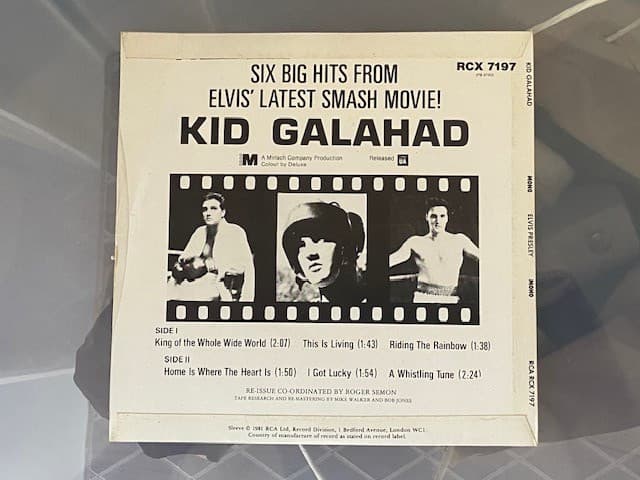 SIX BIG HITS FROM
RCX 7197
ELVIS' LATEST SMASH MOVIE!
KID GALAHAD
M A Mirisch Company Production Released
Colour by Deluxe
SIDE I
King of the Whole Wide World (2:07) This Is Living (1:43) Riding The Rainbow (1:38)
SIDE II
Home Is Where The Heart Is (1:50) I Got Lucky (1:54) A Whistling Tune (2:24)
RE-ISSUE CO-ORDINATED BY ROGER SEMON
TAPE RESEARCH AND RE-MASTERING BY MIKE WALKER AND BOB JONES
Sleeve © 1981 RCA Ltd, Record Division, 1 Bedford Avenue, London WC1.
Country of manufacture of record as stated on record label.
KID GALAHAD MONO ELVIS PRESLEY MONO RCA RCX 7197